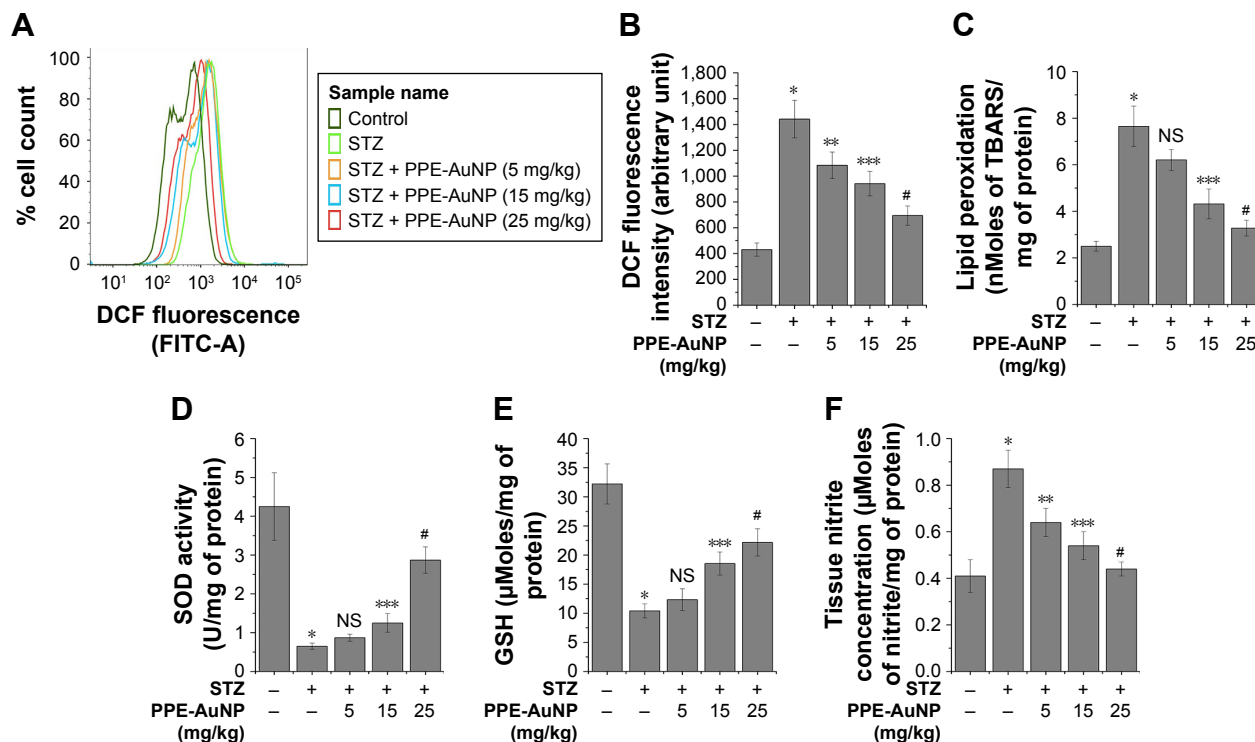 A
% cell count
100
80
60
40
20
0
10¹ 10² 10³ 10⁴ 10⁵
DCF fluorescence
(FITC-A)
Sample name
Control
STZ
STZ + PPE-AuNP (5 mg/kg)
STZ + PPE-AuNP (15 mg/kg)
STZ + PPE-AuNP (25 mg/kg)
B
DCF fluorescence
intensity (arbitrary unit)
1,800
1,600
1,400
1,200
1,000
800
600
400
200
0
* ** *** #
STZ – + + + +
PPE-AuNP – – 5 15 25
(mg/kg)
C
Lipid peroxidation
(nMoles of TBARS/
mg of protein)
10
8
6
4
2
0
* NS *** #
STZ – + + + +
PPE-AuNP – – 5 15 25
(mg/kg)
D
SOD activity
(U/mg of protein)
6
5
4
3
2
1
0
* NS *** #
STZ – + + + +
PPE-AuNP – – 5 15 25
(mg/kg)
E
GSH (µMoles/mg of
protein)
40
35
30
25
20
15
10
5
0
* NS *** #
STZ – + + + +
PPE-AuNP – – 5 15 25
(mg/kg)
F
Tissue nitrite
concentration (µMoles
of nitrite/mg of protein)
1.0
0.8
0.6
0.4
0.2
0.0
* ** *** #
STZ – + + + +
PPE-AuNP – – 5 15 25
(mg/kg)